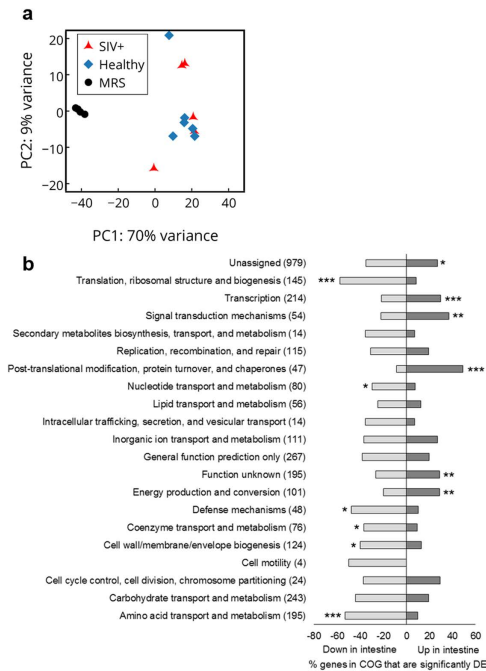 a
SIV+
Healthy
MRS
20
10
0
−10
−20
−40 −20 0 20 40
PC2: 9% variance
PC1: 70% variance
b
Unassigned (979) *
Translation, ribosomal structure and biogenesis (145) ***
Transcription (214) ***
Signal transduction mechanisms (54) **
Secondary metabolites biosynthesis, transport, and metabolism (14)
Replication, recombination, and repair (115)
Post-translational modification, protein turnover, and chaperones (47) ***
Nucleotide transport and metabolism (80) *
Lipid transport and metabolism (56)
Intracellular trafficking, secretion, and vesicular transport (14)
Inorganic ion transport and metabolism (111)
General function prediction only (267)
Function unknown (195) **
Energy production and conversion (101) **
Defense mechanisms (48) *
Coenzyme transport and metabolism (76) *
Cell wall/membrane/envelope biogenesis (124) *
Cell motility (4)
Cell cycle control, cell division, chromosome partitioning (24)
Carbohydrate transport and metabolism (243)
Amino acid transport and metabolism (195) ***
-80 -60 -40 -20 0 20 40 60
Down in intestine Up in intestine
% genes in COG that are significantly DE